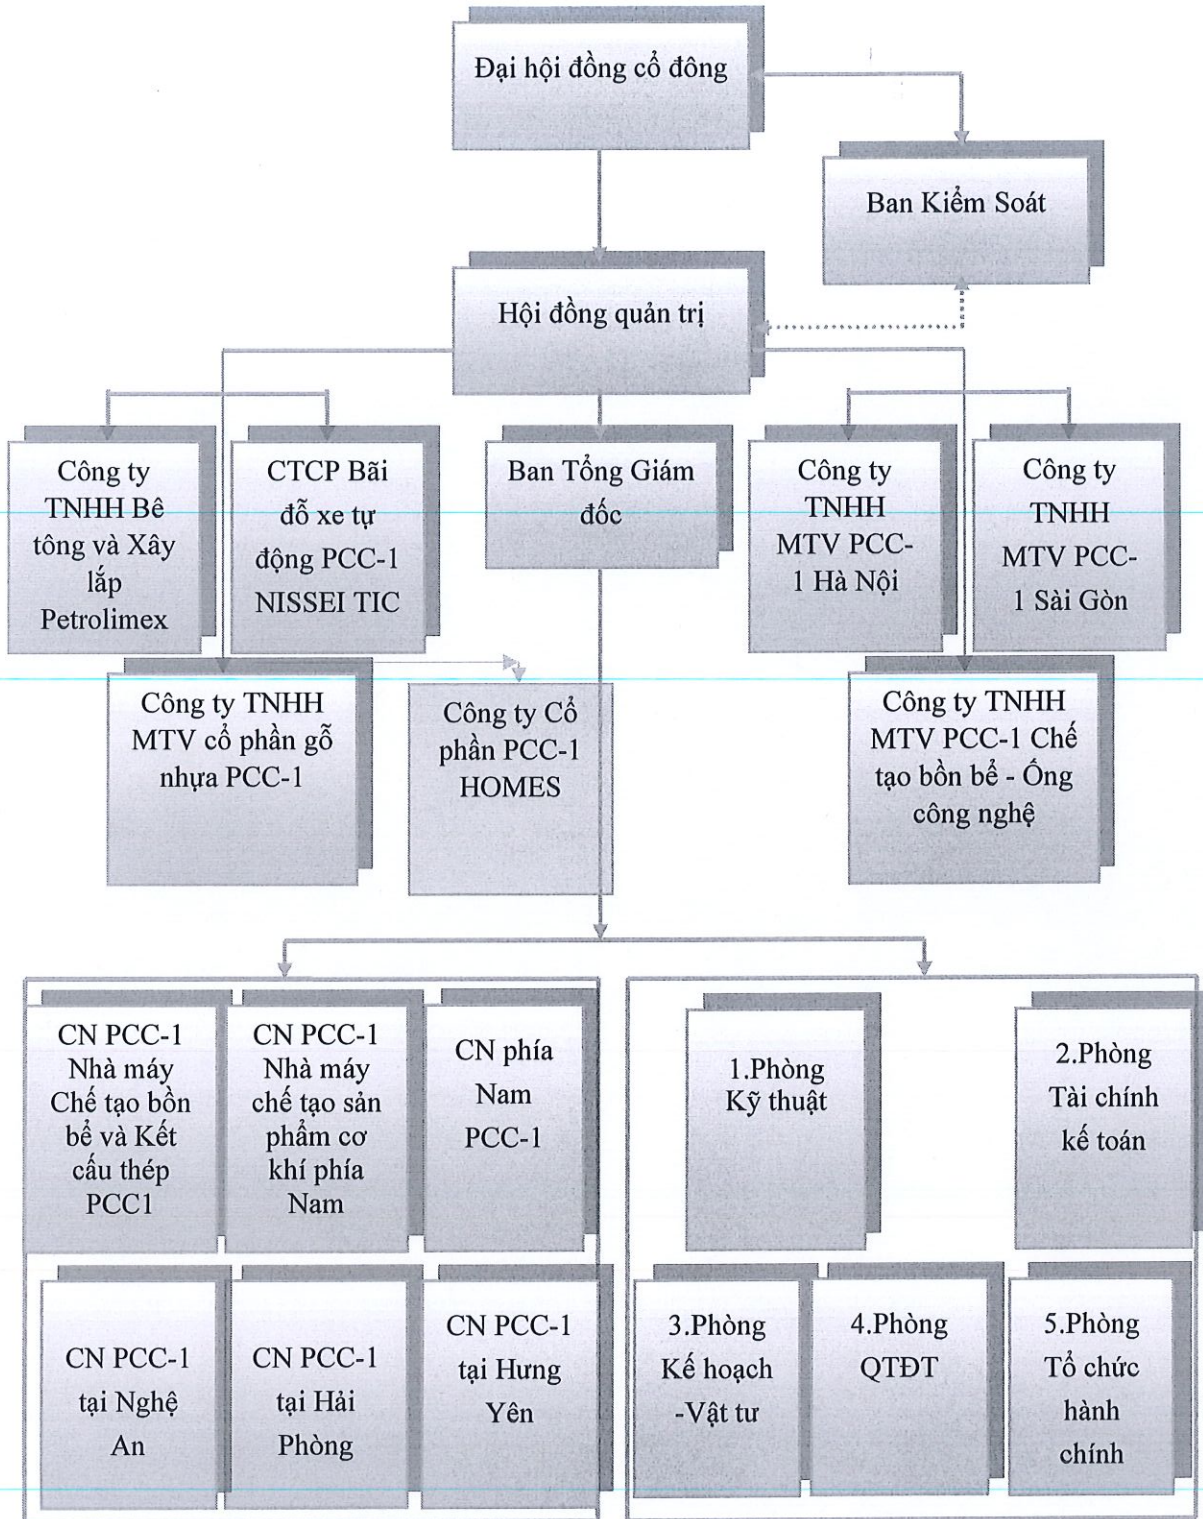 Đại hội đồng cổ đông
Ban Kiểm Soát
Hội đồng quản trị
Công ty
TNHH Bê
tông và Xây
lắp
Petrolimex
CTCP Bãi
đỗ xe tự
động PCC-1
NISSEI TIC
Ban Tổng Giám
đốc
Công ty
TNHH
MTV PCC-
1 Hà Nội
Công ty
TNHH
MTV PCC-
1 Sài Gòn
Công ty TNHH
MTV cổ phần gỗ
nhựa PCC-1
Công ty Cổ
phần PCC-1
HOMES
Công ty TNHH
MTV PCC-1 Chế
tạo bồn bể - Ống
công nghệ
CN PCC-1
Nhà máy
Chế tạo bồn
bể và Kết
cấu thép
PCC1
CN PCC-1
Nhà máy
chế tạo sản
phẩm cơ
khí phía
Nam
CN phía
Nam
PCC-1
1.Phòng
Kỹ thuật
2.Phòng
Tài chính
kế toán
CN PCC-1
tại Nghệ
An
CN PCC-1
tại Hải
Phòng
CN PCC-1
tại Hưng
Yên
3.Phòng
Kế hoạch
-Vật tư
4.Phòng
QTĐT
5.Phòng
Tổ chức
hành
chính